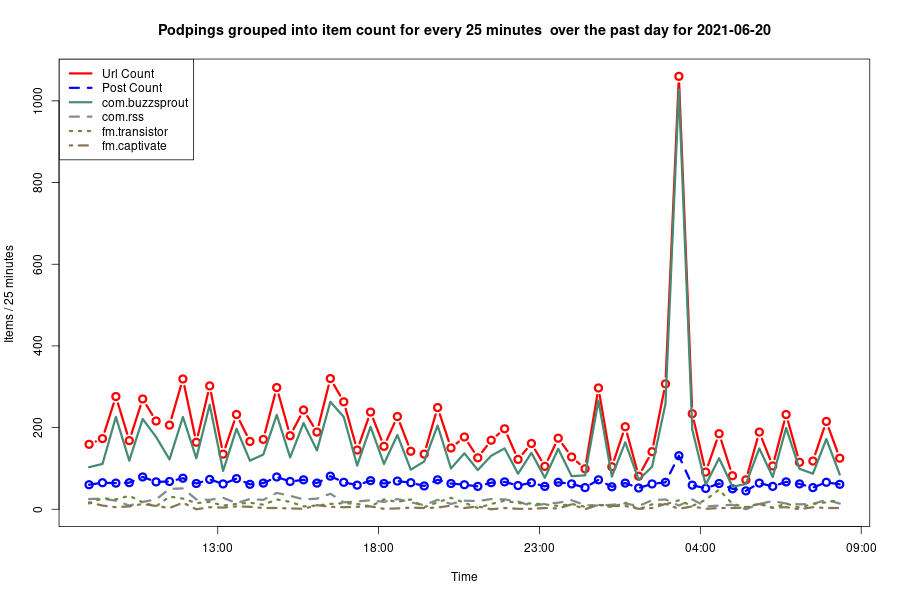 Podpings grouped into item count for every 25 minutes  over the past day for 2021-06-20
Url Count
Post Count
com.buzzsprout
com.rss
fm.transistor
fm.captivate
1000
800
600
400
200
0
Items / 25 minutes
13:00
18:00
23:00
04:00
09:00
Time